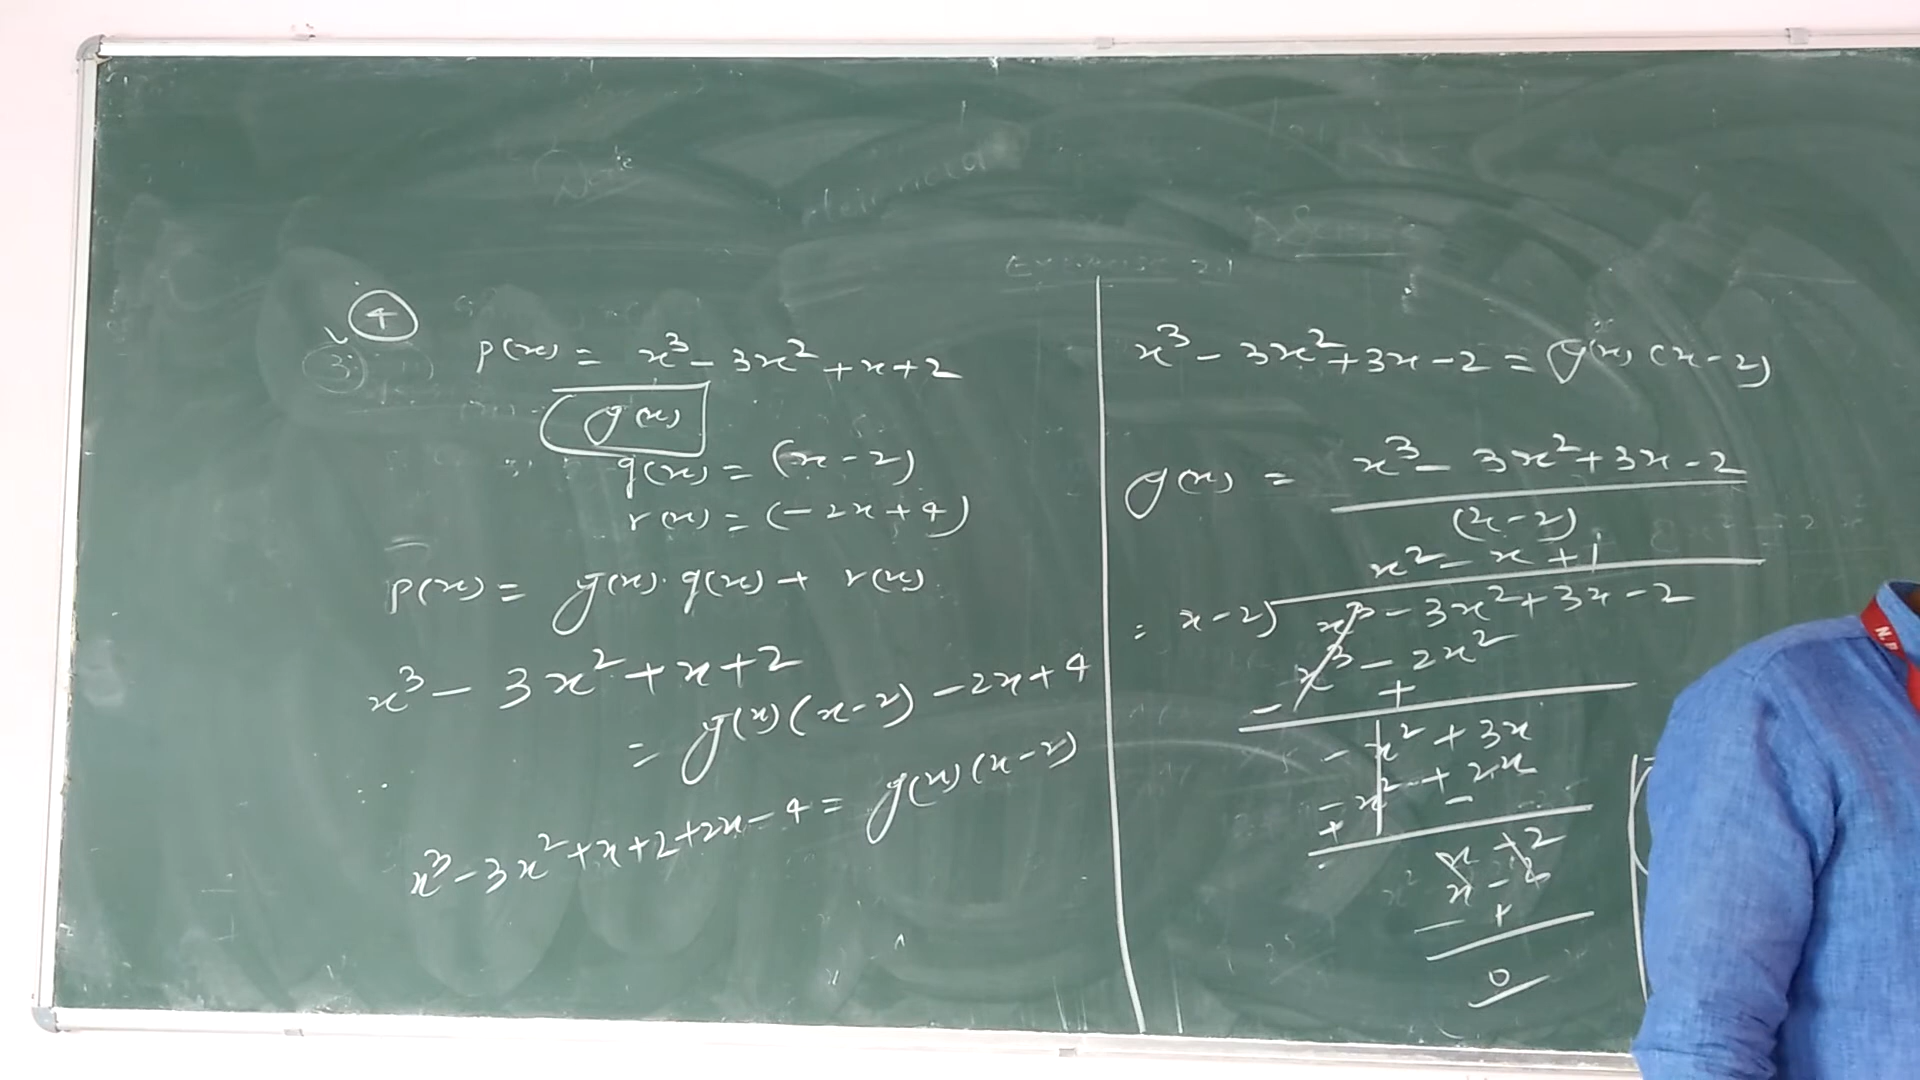 4
3
p(x) = x³ - 3x² + x + 2
g(x)
q(x) = (x - 2)
r(x) = (-2x + 4)
p(x) = g(x) · q(x) + r(x)
x³ - 3x² + x + 2
= g(x) (x - 2) - 2x + 4
x³ - 3x² + x + 2 + 2x - 4 = g(x) (x - 2)
x³ - 3x² + 3x - 2 = g(x) (x - 2)
g(x) = x³ - 3x² + 3x - 2
(x - 2)
x² - x + 1
= x - 2) x³ - 3x² + 3x - 2
x³ - 2x²
- +
- x² + 3x
- x² + 2x
+ -
x - 2
x - 2
- +
0